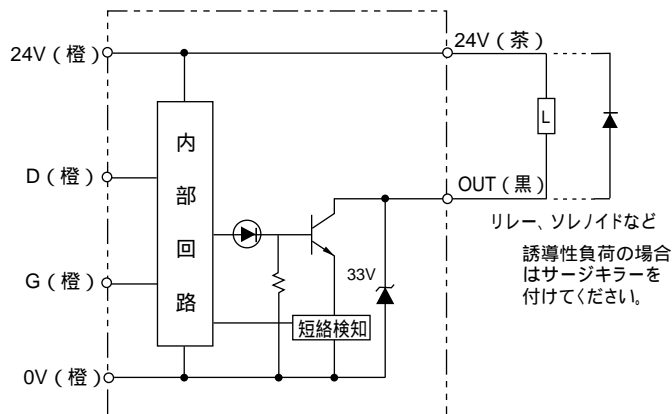 24V(橙)
24V(茶)
L
内部回路
D(橙)
OUT(黒)
リレー、ソレノイドなど
誘導性負荷の場合
はサージキラーを
付けてください。
33V
G(橙)
短絡検知
0V(橙)